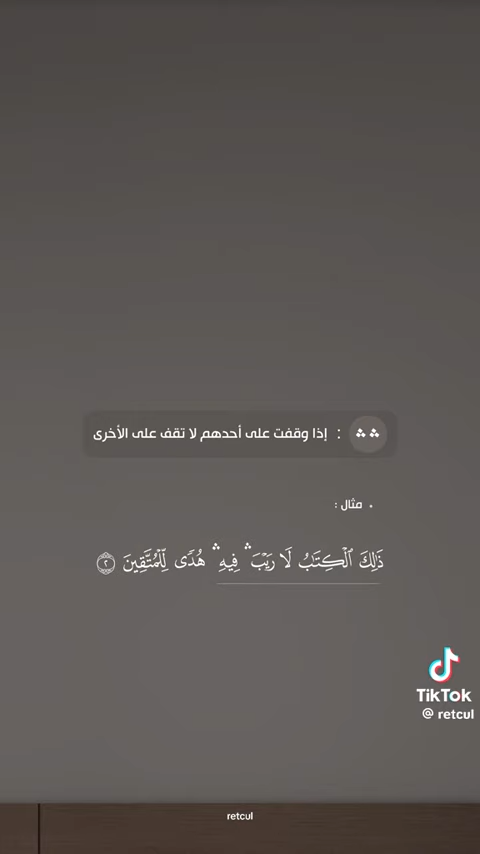 ۛ ۛ : إذا وقفت على أحدهم لا تقف على الأخرى
• مثال :
ذَٰلِكَ ٱلْكِتَٰبُ لَا رَيْبَ ۛ فِيهِ ۛ هُدًى لِّلْمُتَّقِينَ ٢
TikTok
@ retcul
retcul